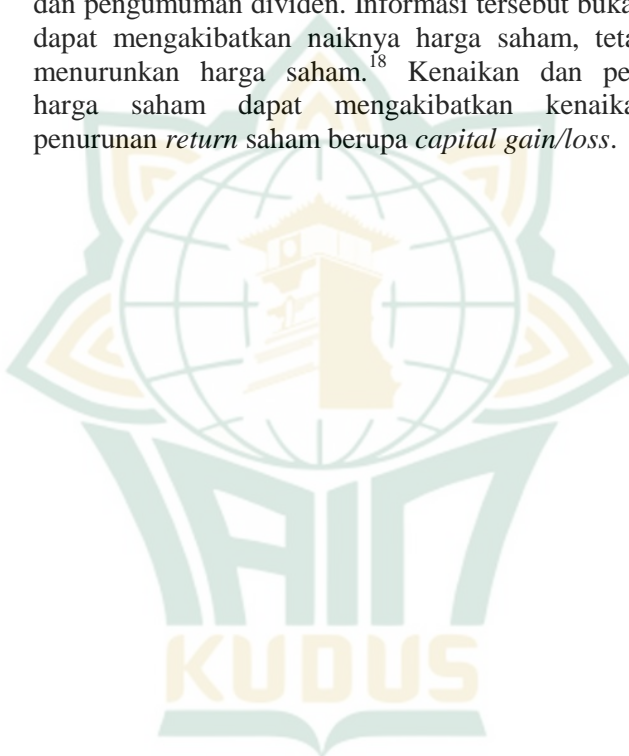 dan pengumuman dividen. Informasi tersebut buka
dapat mengakibatkan naiknya harga saham, teta
menurunkan harga saham.18 Kenaikan dan pe
harga saham dapat mengakibatkan kenaika
penurunan return saham berupa capital gain/loss.
IAIN
KUDUS